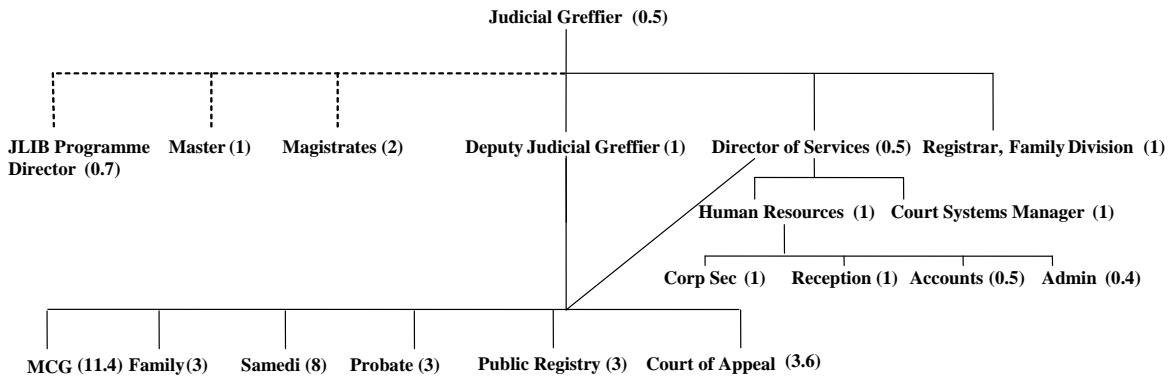 Judicial Greffier (0.5)
JLIB Programme Director (0.7)
Master (1)
Magistrates (2)
Deputy Judicial Greffier (1)
Director of Services (0.5)
Registrar, Family Division (1)
Human Resources (1)
Court Systems Manager (1)
Corp Sec (1)
Reception (1)
Accounts (0.5)
Admin (0.4)
MCG (11.4)
Family (3)
Samedi (8)
Probate (3)
Public Registry (3)
Court of Appeal (3.6)